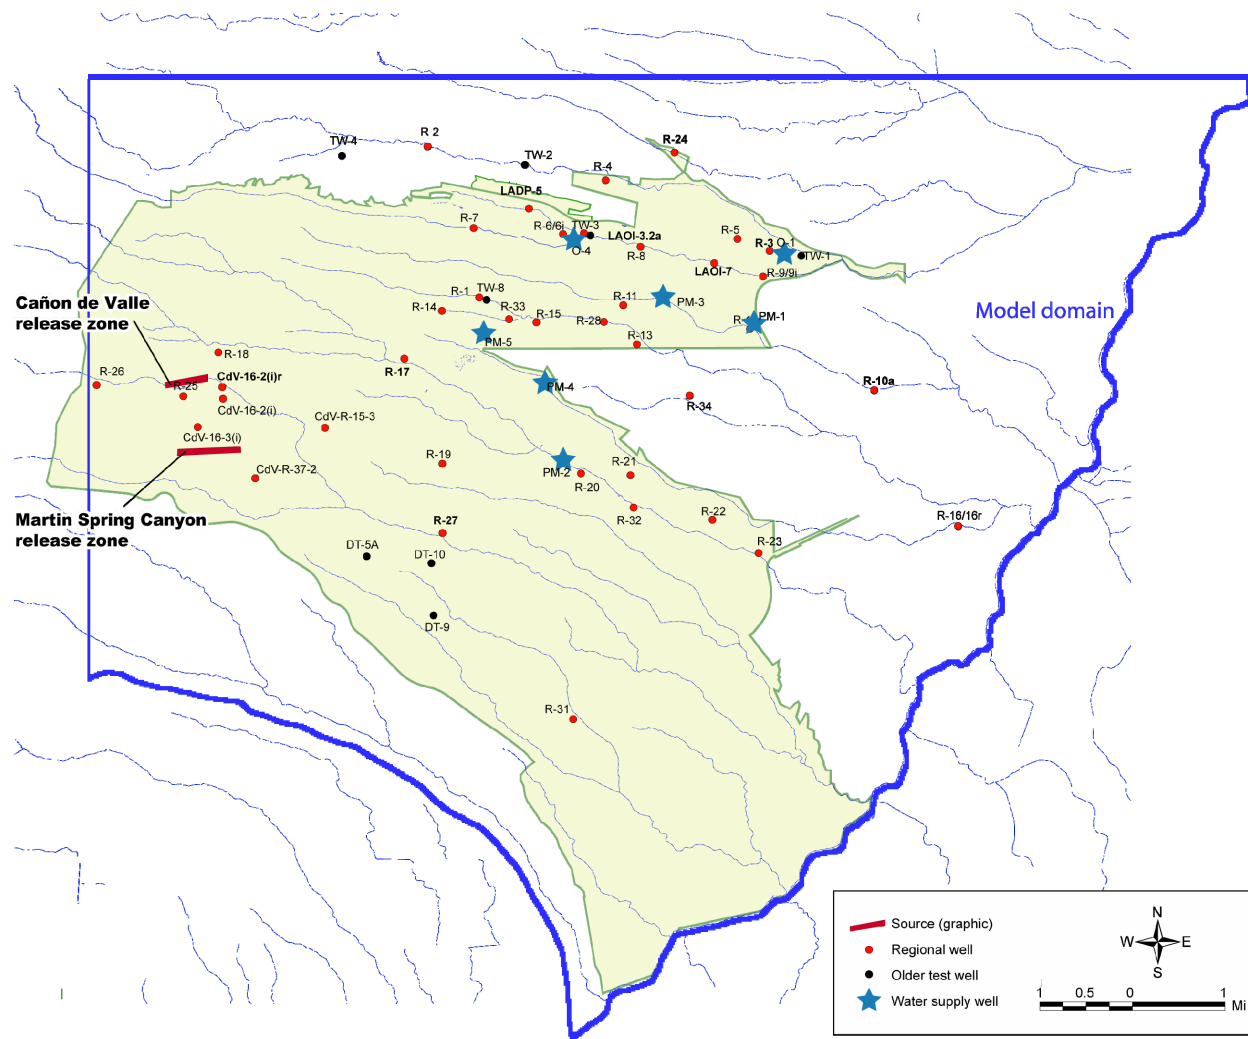 TW-4
R 2
TW-2
R-4
R-24
LADP-5
R-7
R-6/6i
TW-3
O-4
LAOI-3.2a
R-8
R-5
R-3
O-1
TW-1
LAOI-7
R-9/9i
R-1
TW-8
R-14
R-33
R-15
R-28
R-11
PM-3
R-
PM-1
R-13
PM-5
Model domain
Cañon de Valle
release zone
R-18
R-26
R-25
CdV-16-2(i)r
CdV-16-2(i)
R-17
PM-4
R-34
R-10a
CdV-16-3(i)
CdV-R-15-3
CdV-R-37-2
R-19
PM-2
R-20
R-21
R-32
R-22
R-23
R-16/16r
Martin Spring Canyon
release zone
R-27
DT-5A
DT-10
DT-9
R-31
Source (graphic)
Regional well
Older test well
Water supply well
N
W
E
S
1
0.5
0
1
Mi